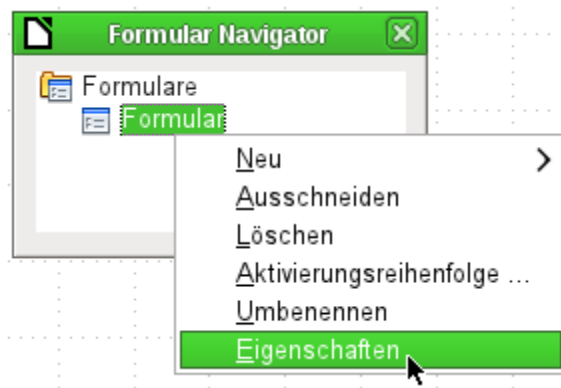 Formular Navigator
Formulare
Formular
Neu
Ausschneiden
Löschen
Aktivierungsreihenfolge ...
Umbenennen
Eigenschaften